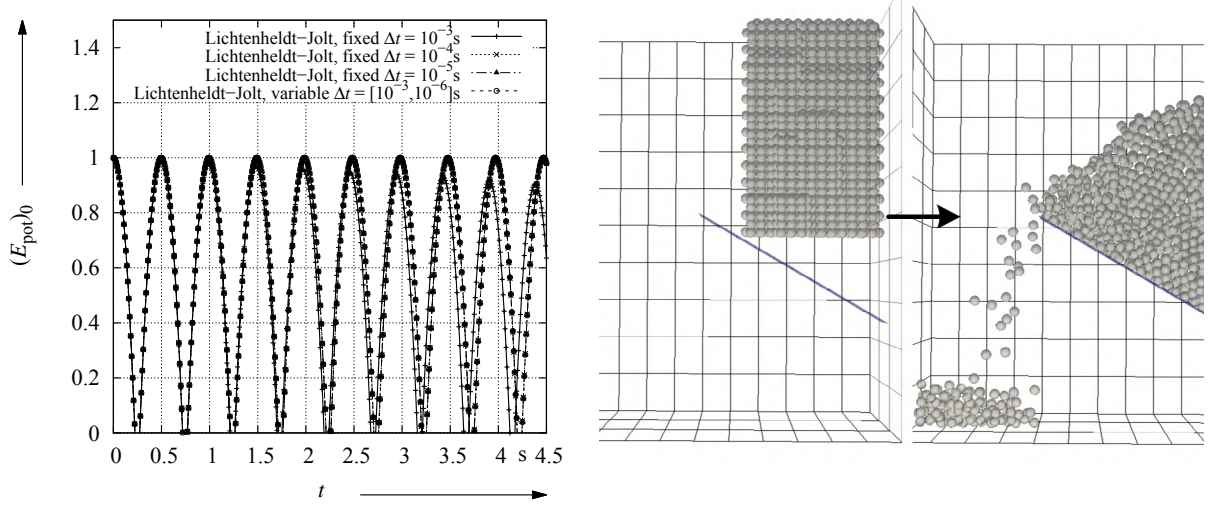 1.4
1.2
1
0.8
0.6
0.4
0.2
0
(E_pot)_0
Lichtenheldt−Jolt, fixed Δt = 10⁻³s
Lichtenheldt−Jolt, fixed Δt = 10⁻⁴s
Lichtenheldt−Jolt, fixed Δt = 10⁻⁵s
Lichtenheldt−Jolt, variable Δt = [10⁻³,10⁻⁶]s
0 0.5 1 1.5 2 2.5 3 3.5 4 s 4.5
t